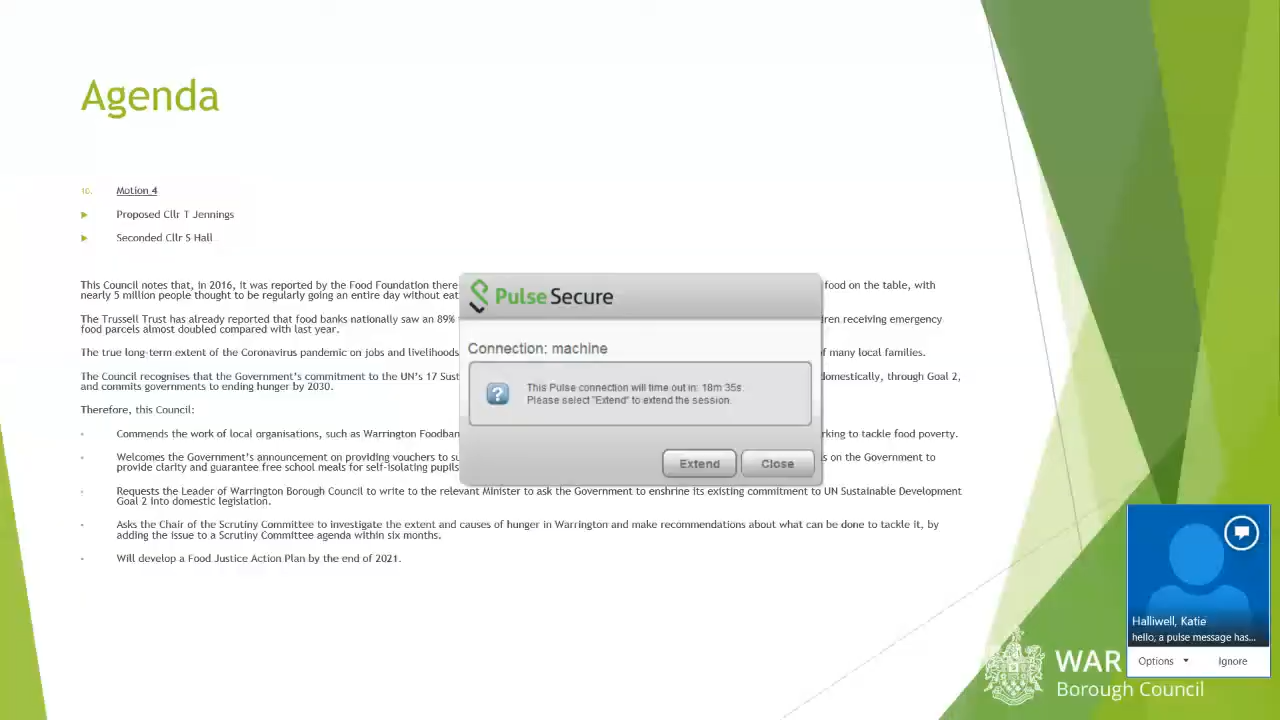 Agenda
10. Motion 4
Proposed Cllr T Jennings
Seconded Cllr S Hall
This Council notes that, in 2016, it was reported by the Food Foundation there food on the table, with
nearly 5 million people thought to be regularly going an entire day without eat
The Trussell Trust has already reported that food banks nationally saw an 89% ren receiving emergency
food parcels almost doubled compared with last year.
The true long-term extent of the Coronavirus pandemic on jobs and livelihoods of many local families.
The Council recognises that the Government's commitment to the UN's 17 Sust domestically, through Goal 2,
and commits governments to ending hunger by 2030.
Therefore, this Council:
Commends the work of local organisations, such as Warrington Foodban rking to tackle food poverty.
Welcomes the Government's announcement on providing vouchers to su s on the Government to
provide clarity and guarantee free school meals for self-isolating pupils
Requests the Leader of Warrington Borough Council to write to the relevant Minister to ask the Government to enshrine its existing commitment to UN Sustainable Development
Goal 2 into domestic legislation.
Asks the Chair of the Scrutiny Committee to investigate the extent and causes of hunger in Warrington and make recommendations about what can be done to tackle it, by
adding the issue to a Scrutiny Committee agenda within six months.
Will develop a Food Justice Action Plan by the end of 2021.
Pulse Secure
Connection: machine
This Pulse connection will time out in: 18m 35s.
Please select "Extend" to extend the session.
Extend Close
Halliwell, Katie
hello, a pulse message has...
Options Ignore
WAR
Borough Council